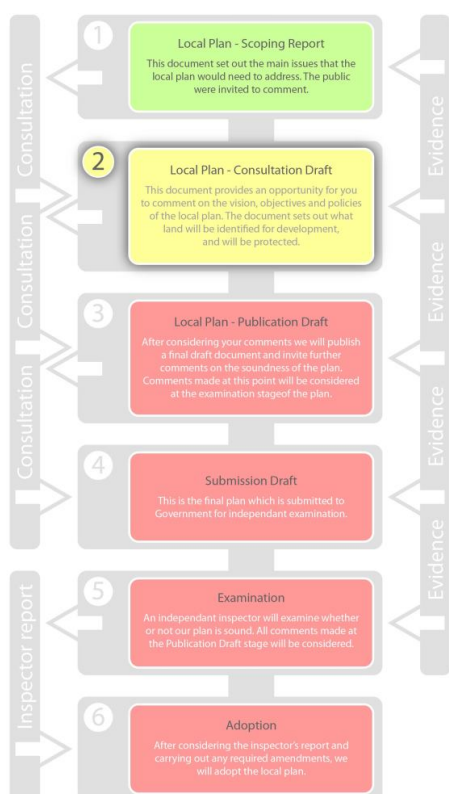 1
Local Plan - Scoping Report
This document set out the main issues that the
local plan would need to address. The public
were invited to comment.
Consultation
Evidence
2
Local Plan - Consultation Draft
This document provides an opportunity for you
to comment on the vision, objectives and policies
of the local plan. The document sets out what
land will be identified for development,
and will be protected.
Consultation
Evidence
3
Local Plan - Publication Draft
After considering your comments we will publish
a final draft document and invite further
comments on the soundness of the plan.
Comments made at this point will be considered
at the examination stageof the plan.
Consultation
Evidence
4
Submission Draft
This is the final plan which is submitted to
Government for independant examination.
Evidence
5
Examination
An independant inspector will examine whether
or not our plan is sound. All comments made at
the Publication Draft stage will be considered.
Inspector report
6
Adoption
After considering the inspector's report and
carrying out any required amendments, we
will adopt the local plan.